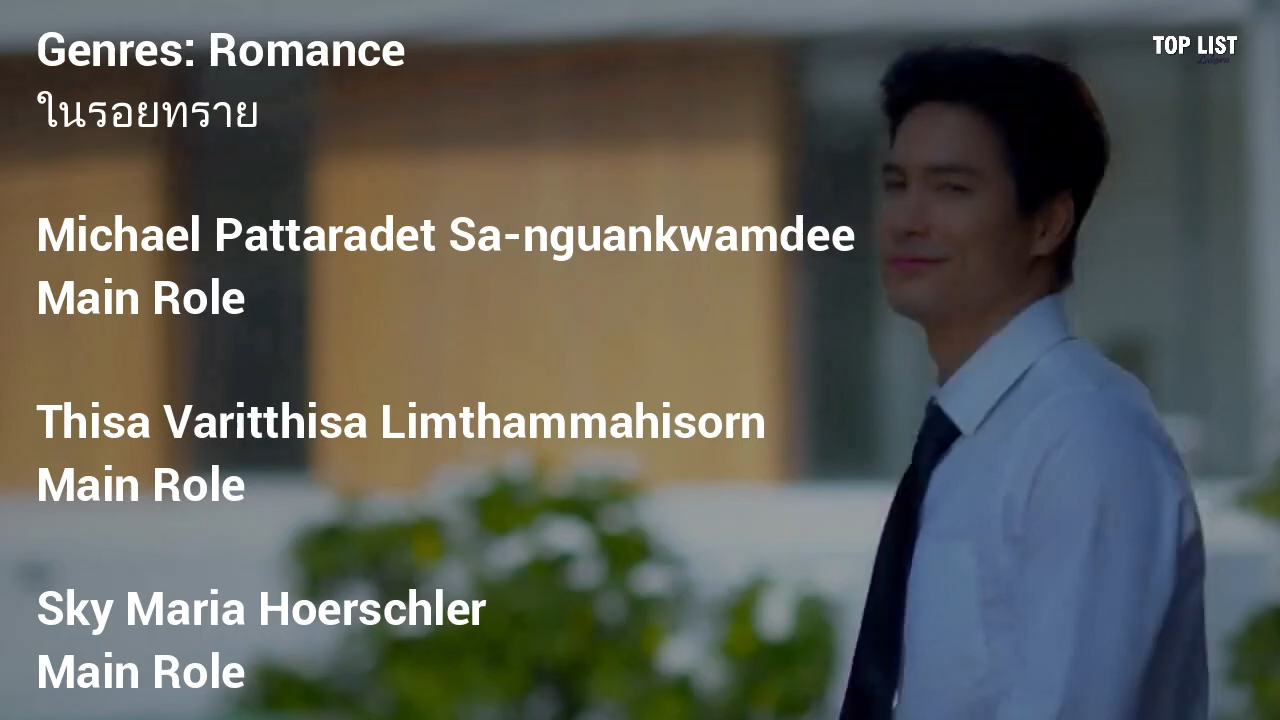 Genres: Romance
TOP LIST
Lakorn
ในรอยทราย
Michael Pattaradet Sa-nguankwamdee
Main Role
Thisa Varitthisa Limthammahisorn
Main Role
Sky Maria Hoerschler
Main Role